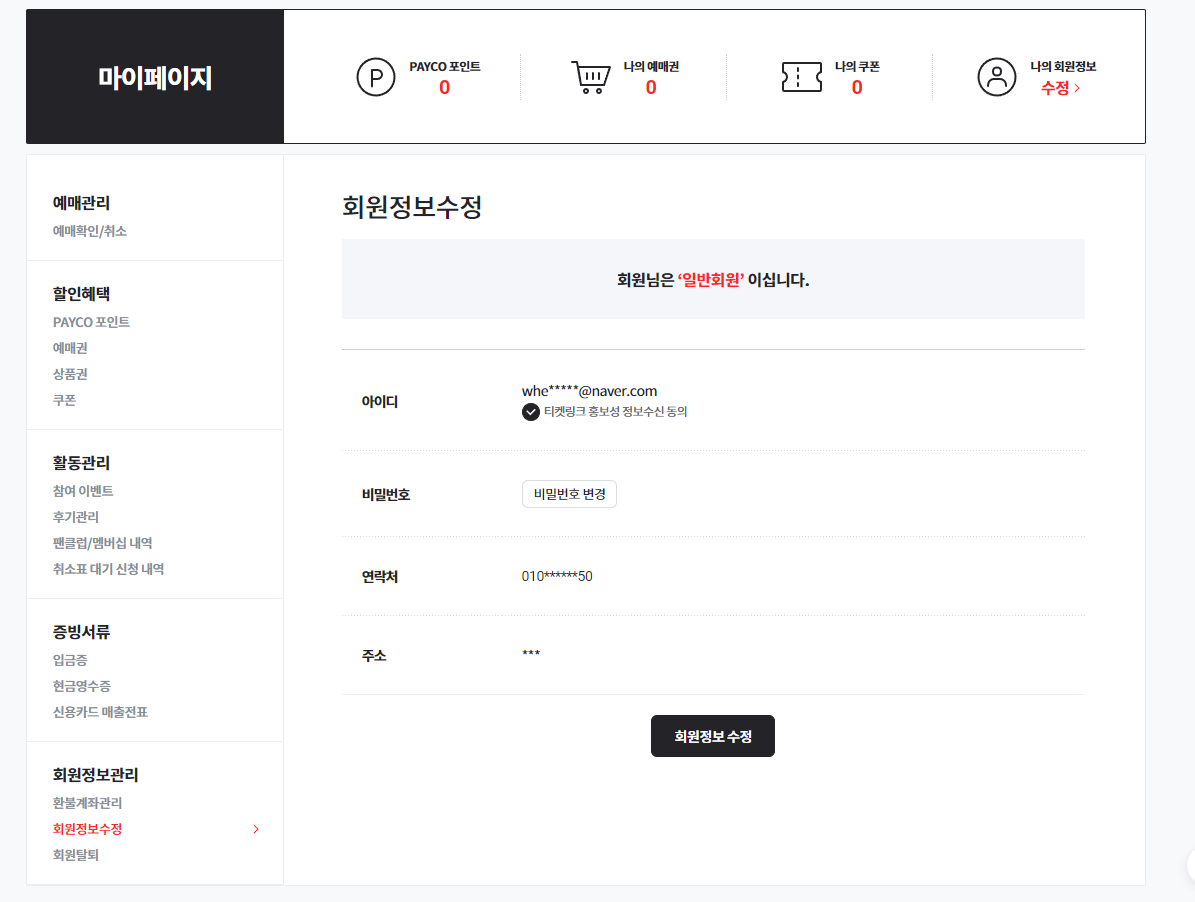 마이페이지
PAYCO 포인트
0
나의 예매권
0
나의 쿠폰
0
나의 회원정보
수정
예매관리
예매확인/취소
할인혜택
PAYCO 포인트
예매권
상품권
쿠폰
활동관리
참여 이벤트
후기관리
팬클럽/멤버십 내역
취소표 대기 신청 내역
증빙서류
입금증
현금영수증
신용카드 매출전표
회원정보관리
환불계좌관리
회원정보수정
회원탈퇴
회원정보수정
회원님은 ‘일반회원’ 이십니다.
아이디
whe*****@naver.com
티켓링크 홍보성 정보수신 동의
비밀번호
비밀번호 변경
연락처
010******50
주소
***
회원정보 수정